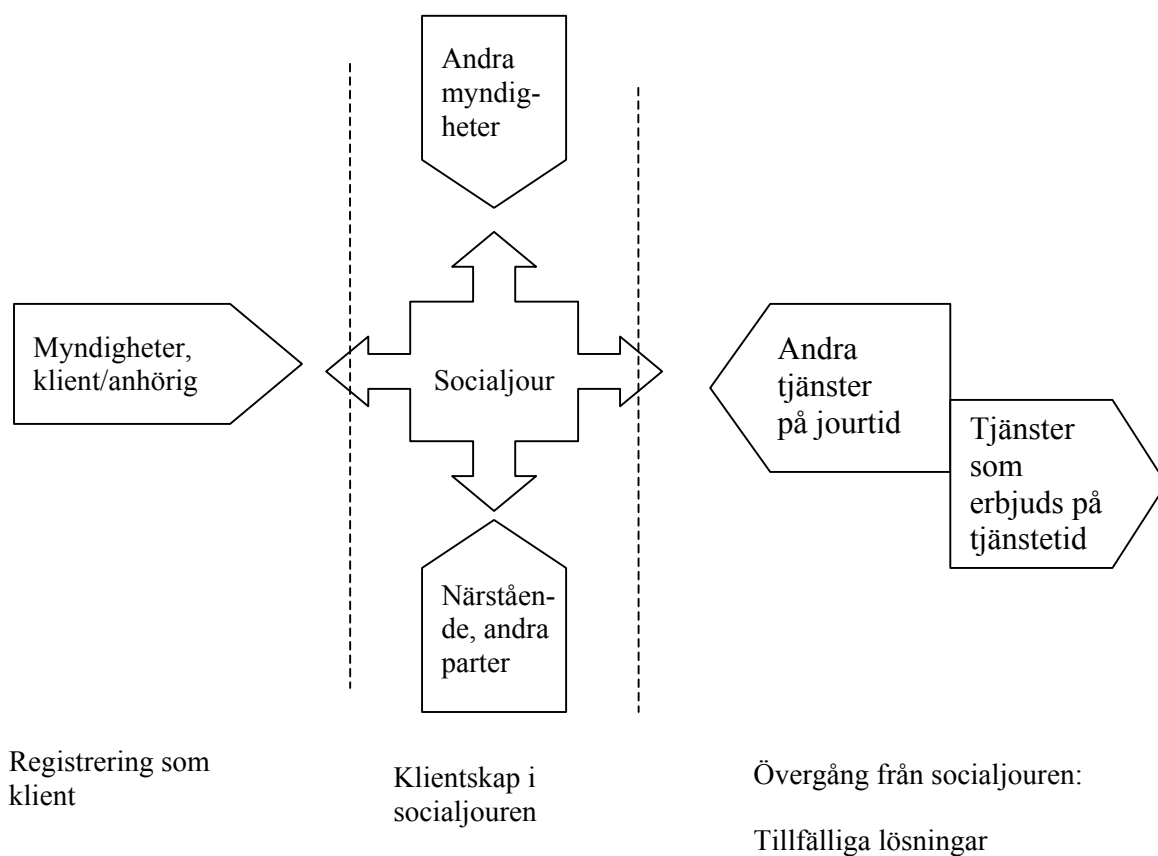 Andra
myndig-
heter
Myndigheter,
klient/anhörig
Socialjour
Andra
tjänster
på jourtid
Tjänster
som
erbjuds på
tjänstetid
Närståen-
de, andra
parter
Registrering som
klient
Klientskap i
socialjouren
Övergång från socialjouren:
Tillfälliga lösningar